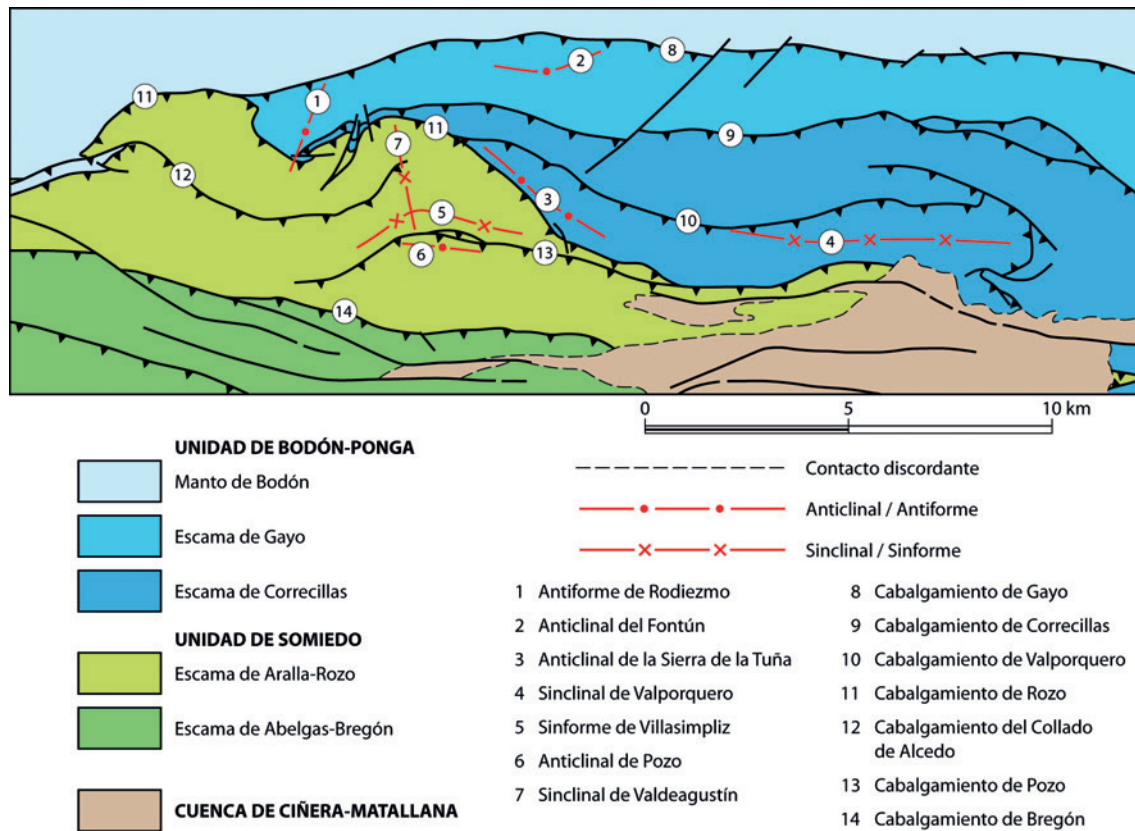 8
2
1
11
11
9
7
12
3
5
10
4
6
13
14
0 5 10 km
UNIDAD DE BODÓN-PONGA
Manto de Bodón
Escama de Gayo
Escama de Correcillas
UNIDAD DE SOMIEDO
Escama de Aralla-Rozo
Escama de Abelgas-Bregón
CUENCA DE CIÑERA-MATALLANA
Contacto discordante
Anticlinal / Antiforme
Sinclinal / Sinforme
1 Antiforme de Rodiezmo
2 Anticlinal del Fontún
3 Anticlinal de la Sierra de la Tuña
4 Sinclinal de Valporquero
5 Sinforme de Villasimpliz
6 Anticlinal de Pozo
7 Sinclinal de Valdeagustín
8 Cabalgamiento de Gayo
9 Cabalgamiento de Correcillas
10 Cabalgamiento de Valporquero
11 Cabalgamiento de Rozo
12 Cabalgamiento del Collado
de Alcedo
13 Cabalgamiento de Pozo
14 Cabalgamiento de Bregón